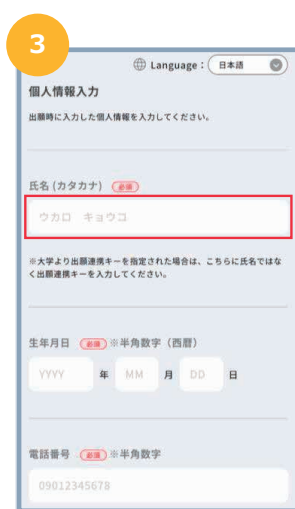 3
Language： 日本語
個人情報入力
出願時に入力した個人情報を入力してください。
氏名 (カタカナ) 必須
ウカロ　キョウコ
※大学より出願連携キーを指定された場合は、こちらに氏名ではな
く出願連携キーを入力してください。
生年月日 必須 ※半角数字（西暦）
YYYY 年 MM 月 DD 日
電話番号 必須 ※半角数字
09012345678